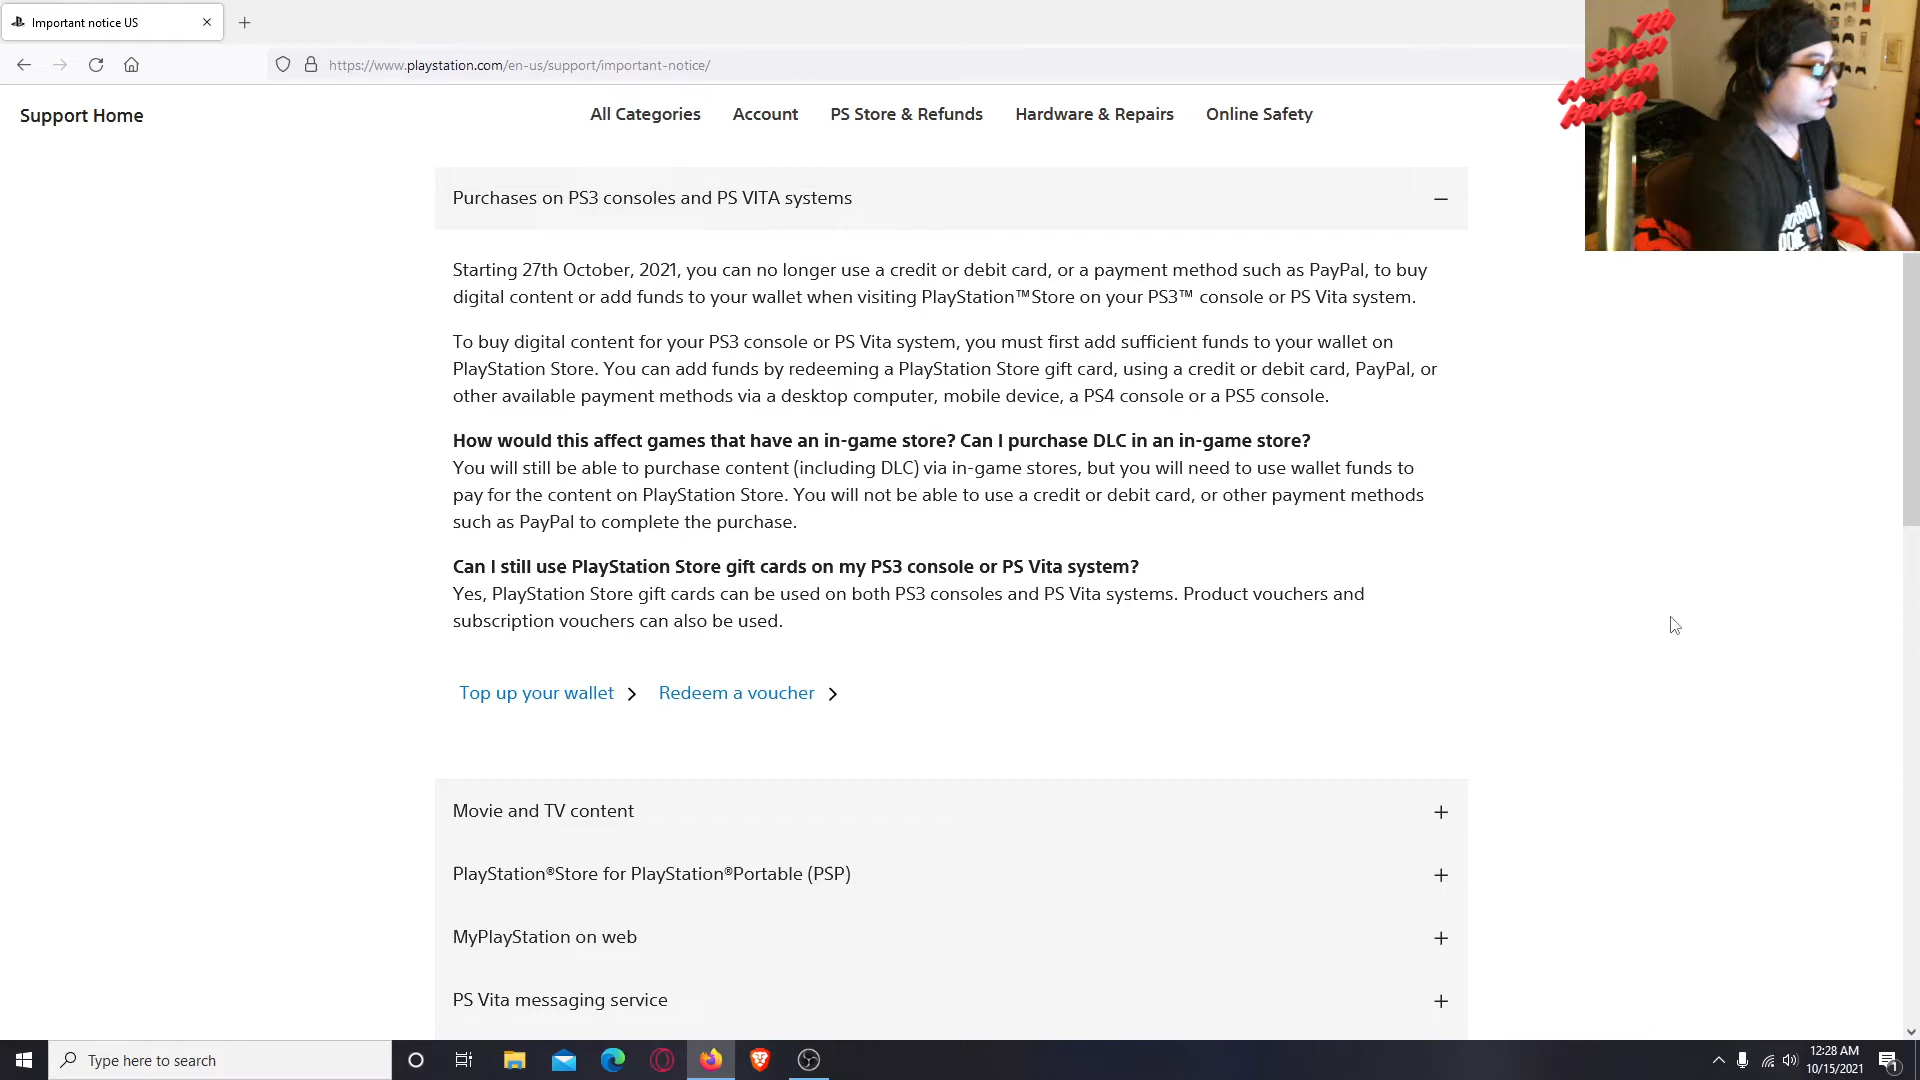 Important notice US
https://www.playstation.com/en-us/support/important-notice/
7th
Seven
Heaven
Haven
Support Home
All Categories
Account
PS Store & Refunds
Hardware & Repairs
Online Safety
Purchases on PS3 consoles and PS VITA systems
Starting 27th October, 2021, you can no longer use a credit or debit card, or a payment method such as PayPal, to buy
digital content or add funds to your wallet when visiting PlayStation™Store on your PS3™ console or PS Vita system.
To buy digital content for your PS3 console or PS Vita system, you must first add sufficient funds to your wallet on
PlayStation Store. You can add funds by redeeming a PlayStation Store gift card, using a credit or debit card, PayPal, or
other available payment methods via a desktop computer, mobile device, a PS4 console or a PS5 console.
How would this affect games that have an in-game store? Can I purchase DLC in an in-game store?
You will still be able to purchase content (including DLC) via in-game stores, but you will need to use wallet funds to
pay for the content on PlayStation Store. You will not be able to use a credit or debit card, or other payment methods
such as PayPal to complete the purchase.
Can I still use PlayStation Store gift cards on my PS3 console or PS Vita system?
Yes, PlayStation Store gift cards can be used on both PS3 consoles and PS Vita systems. Product vouchers and
subscription vouchers can also be used.
Top up your wallet
Redeem a voucher
Movie and TV content
PlayStation®Store for PlayStation®Portable (PSP)
MyPlayStation on web
PS Vita messaging service
Type here to search
12:28 AM
10/15/2021
1